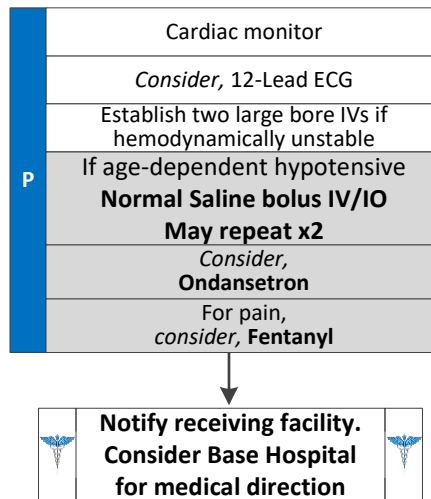 Cardiac monitor
Consider, 12-Lead ECG
Establish two large bore IVs if
hemodynamically unstable
P
If age-dependent hypotensive
Normal Saline bolus IV/IO
May repeat x2
Consider,
Ondansetron
For pain,
consider, Fentanyl
Notify receiving facility.
Consider Base Hospital
for medical direction